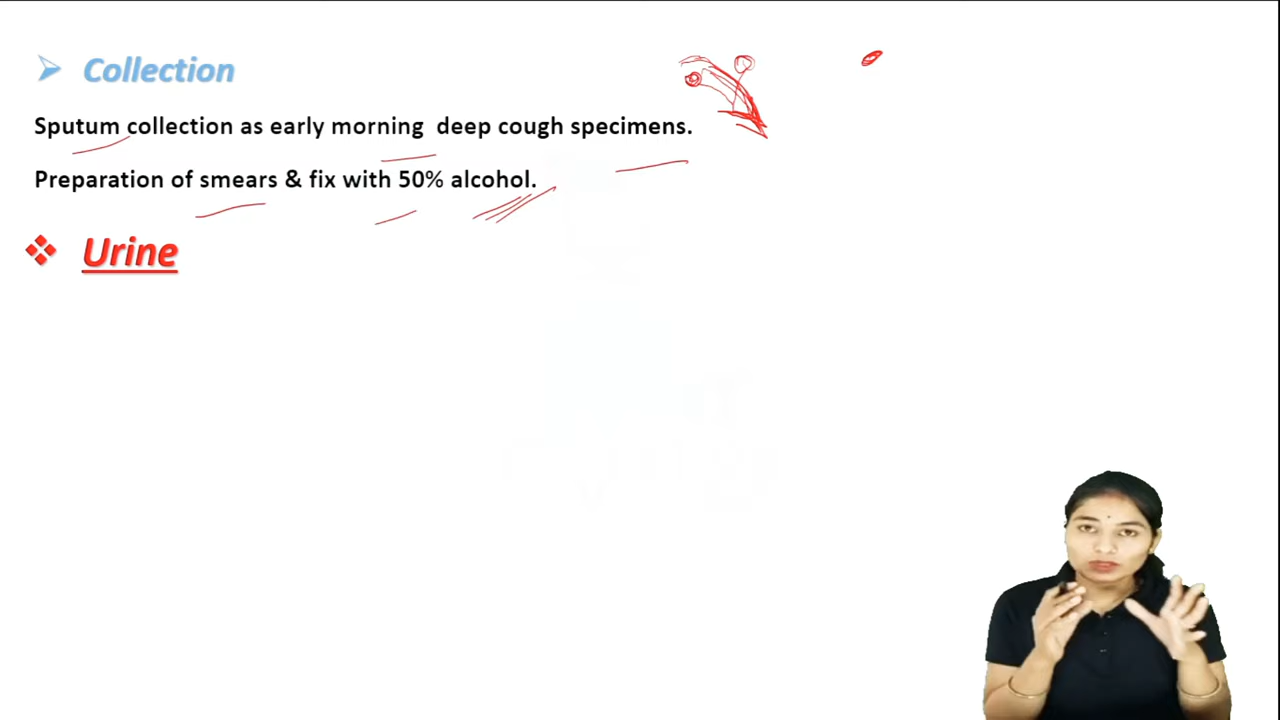 Collection
Sputum collection as early morning deep cough specimens.
Preparation of smears & fix with 50% alcohol.
Urine